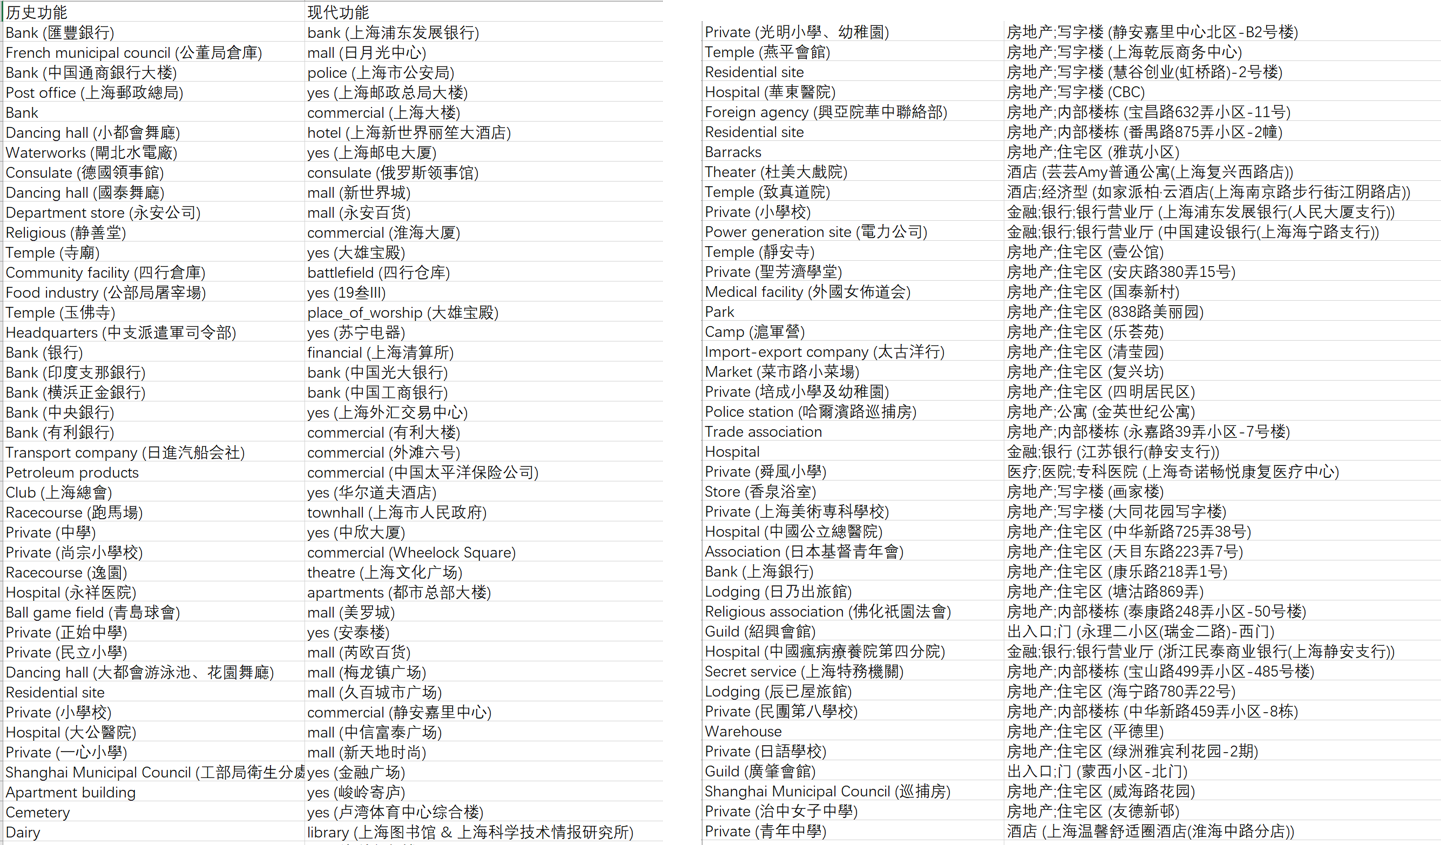 历史功能 现代功能
Bank (匯豐銀行) bank (上海浦东发展银行)
French municipal council (公董局倉庫) mall (日月光中心)
Bank (中国通商銀行大楼) police (上海市公安局)
Post office (上海郵政總局) yes (上海邮政总局大楼)
Bank commercial (上海大楼)
Dancing hall (小都會舞廳) hotel (上海新世界丽笙大酒店)
Waterworks (閘北水電廠) yes (上海邮电大厦)
Consulate (德國領事館) consulate (俄罗斯领事馆)
Dancing hall (國泰舞廳) mall (新世界城)
Department store (永安公司) mall (永安百货)
Religious (静善堂) commercial (淮海大厦)
Temple (寺廟) yes (大雄宝殿)
Community facility (四行倉庫) battlefield (四行仓库)
Food industry (公部局屠宰場) yes (19叁III)
Temple (玉佛寺) place_of_worship (大雄宝殿)
Headquarters (中支派遣軍司令部) yes (苏宁电器)
Bank (银行) financial (上海清算所)
Bank (印度支那銀行) bank (中国光大银行)
Bank (横浜正金銀行) bank (中国工商银行)
Bank (中央銀行) yes (上海外汇交易中心)
Bank (有利銀行) commercial (有利大楼)
Transport company (日進汽船会社) commercial (外滩六号)
Petroleum products commercial (中国太平洋保险公司)
Club (上海總會) yes (华尔道夫酒店)
Racecourse (跑馬場) townhall (上海市人民政府)
Private (中學) yes (中欣大厦)
Private (尚宗小學校) commercial (Wheelock Square)
Racecourse (逸園) theatre (上海文化广场)
Hospital (永祥医院) apartments (都市总部大楼)
Ball game field (青島球會) mall (美罗城)
Private (正始中學) yes (安泰楼)
Private (民立小學) mall (芮欧百货)
Dancing hall (大都會游泳池、花園舞廳) mall (梅龙镇广场)
Residential site mall (久百城市广场)
Private (小學校) commercial (静安嘉里中心)
Hospital (大公醫院) mall (中信富泰广场)
Private (一心小學) mall (新天地时尚)
Shanghai Municipal Council (工部局衛生分處 yes (金融广场)
Apartment building yes (峻岭寄庐)
Cemetery yes (卢湾体育中心综合楼)
Dairy library (上海图书馆 & 上海科学技术情报研究所)
Private (光明小學、幼稚園) 房地产;写字楼 (静安嘉里中心北区-B2号楼)
Temple (燕平會館) 房地产;写字楼 (上海乾辰商务中心)
Residential site 房地产;写字楼 (慧谷创业(虹桥路)-2号楼)
Hospital (華東醫院) 房地产;写字楼 (CBC)
Foreign agency (興亞院華中聯絡部) 房地产;内部楼栋 (宝昌路632弄小区-11号)
Residential site 房地产;内部楼栋 (番禺路875弄小区-2幢)
Barracks 房地产;住宅区 (雅筑小区)
Theater (杜美大戲院) 酒店 (芸芸Amy普通公寓(上海复兴西路店))
Temple (致真道院) 酒店;经济型 (如家派柏·云酒店(上海南京路步行街江阴路店))
Private (小學校) 金融;银行;银行营业厅 (上海浦东发展银行(人民大厦支行))
Power generation site (電力公司) 金融;银行;银行营业厅 (中国建设银行(上海海宁路支行))
Temple (靜安寺) 房地产;住宅区 (壹公馆)
Private (聖芳濟學堂) 房地产;住宅区 (安庆路380弄15号)
Medical facility (外國女佈道会) 房地产;住宅区 (国泰新村)
Park 房地产;住宅区 (838路美丽园)
Camp (滬軍營) 房地产;住宅区 (乐荟苑)
Import-export company (太古洋行) 房地产;住宅区 (清莹园)
Market (菜市路小菜場) 房地产;住宅区 (复兴坊)
Private (培成小學及幼稚園) 房地产;住宅区 (四明居民区)
Police station (哈爾濱路巡捕房) 房地产;公寓 (金英世纪公寓)
Trade association 房地产;内部楼栋 (永嘉路39弄小区-7号楼)
Hospital 金融;银行 (江苏银行(静安支行))
Private (舜風小學) 医疗;医院;专科医院 (上海奇诺畅悦康复医疗中心)
Store (香泉浴室) 房地产;写字楼 (画家楼)
Private (上海美術専科學校) 房地产;写字楼 (大同花园写字楼)
Hospital (中國公立總醫院) 房地产;住宅区 (中华新路725弄38号)
Association (日本基督青年會) 房地产;住宅区 (天目东路223弄7号)
Bank (上海銀行) 房地产;住宅区 (康乐路218弄1号)
Lodging (日乃出旅館) 房地产;住宅区 (塘沽路869弄)
Religious association (佛化祇園法會) 房地产;内部楼栋 (泰康路248弄小区-50号楼)
Guild (紹興會館) 出入口;门 (永理二小区(瑞金二路)-西门)
Hospital (中國瘋病療養院第四分院) 金融;银行;银行营业厅 (浙江民泰商业银行(上海静安支行))
Secret service (上海特務機關) 房地产;内部楼栋 (宝山路499弄小区-485号楼)
Lodging (辰已屋旅館) 房地产;住宅区 (海宁路780弄22号)
Private (民團第八學校) 房地产;内部楼栋 (中华新路459弄小区-8栋)
Warehouse 房地产;住宅区 (平德里)
Private (日語學校) 房地产;住宅区 (绿洲雅宾利花园-2期)
Guild (廣肇會館) 出入口;门 (蒙西小区-北门)
Shanghai Municipal Council (巡捕房) 房地产;住宅区 (威海路花园)
Private (治中女子中學) 房地产;住宅区 (友德新邨)
Private (青年中學) 酒店 (上海温馨舒适圈酒店(淮海中路分店))